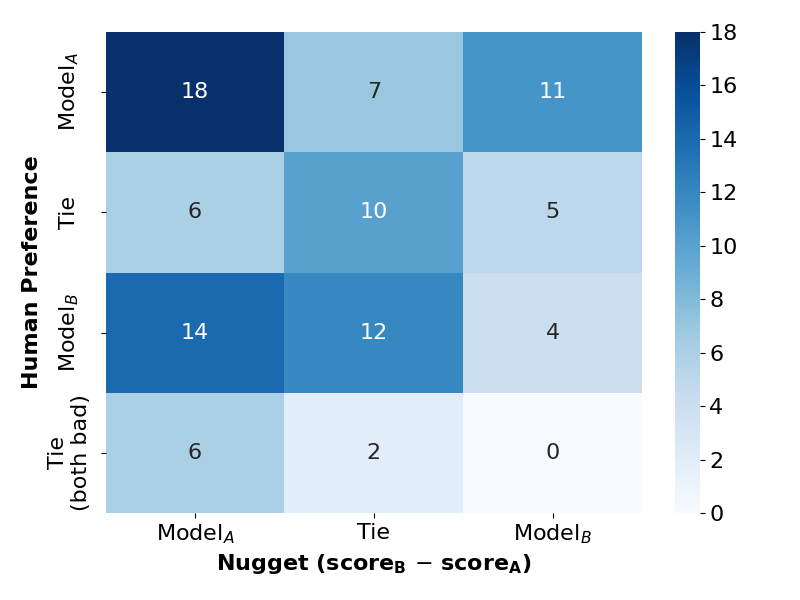 Human Preference
Model_A
Tie
Model_B
Tie
(both bad)
18 7 11
6 10 5
14 12 4
6 2 0
Model_A Tie Model_B
Nugget (score_B − score_A)
18
16
14
12
10
8
6
4
2
0